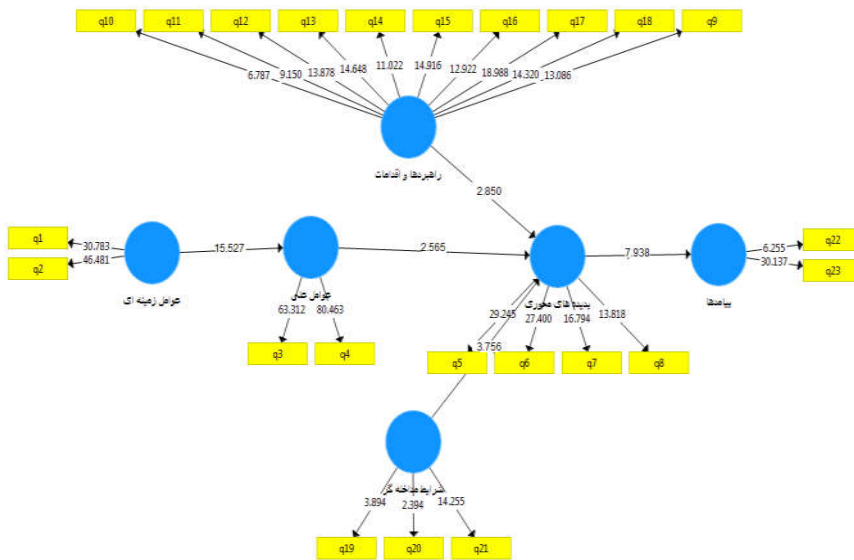 q10 q11 q12 q13 q14 q15 q16 q17 q18 q9
6.787 9.150 13.878 14.648 11.022 14.916 12.922 18.988 14.320 13.086
راهبردها و اقدامات
2.850
q1 30.783
q2 46.481
عوامل زمینه ای
15.527
عوامل علی
2.565
63.312 80.463
q3 q4
پدیده های محوری
7.938
29.245 27.400 16.794 13.818
3.756
q5 q6 q7 q8
پیامدها
6.255 q22
30.137 q23
شرایط مداخله گر
3.894 2.394 14.255
q19 q20 q21